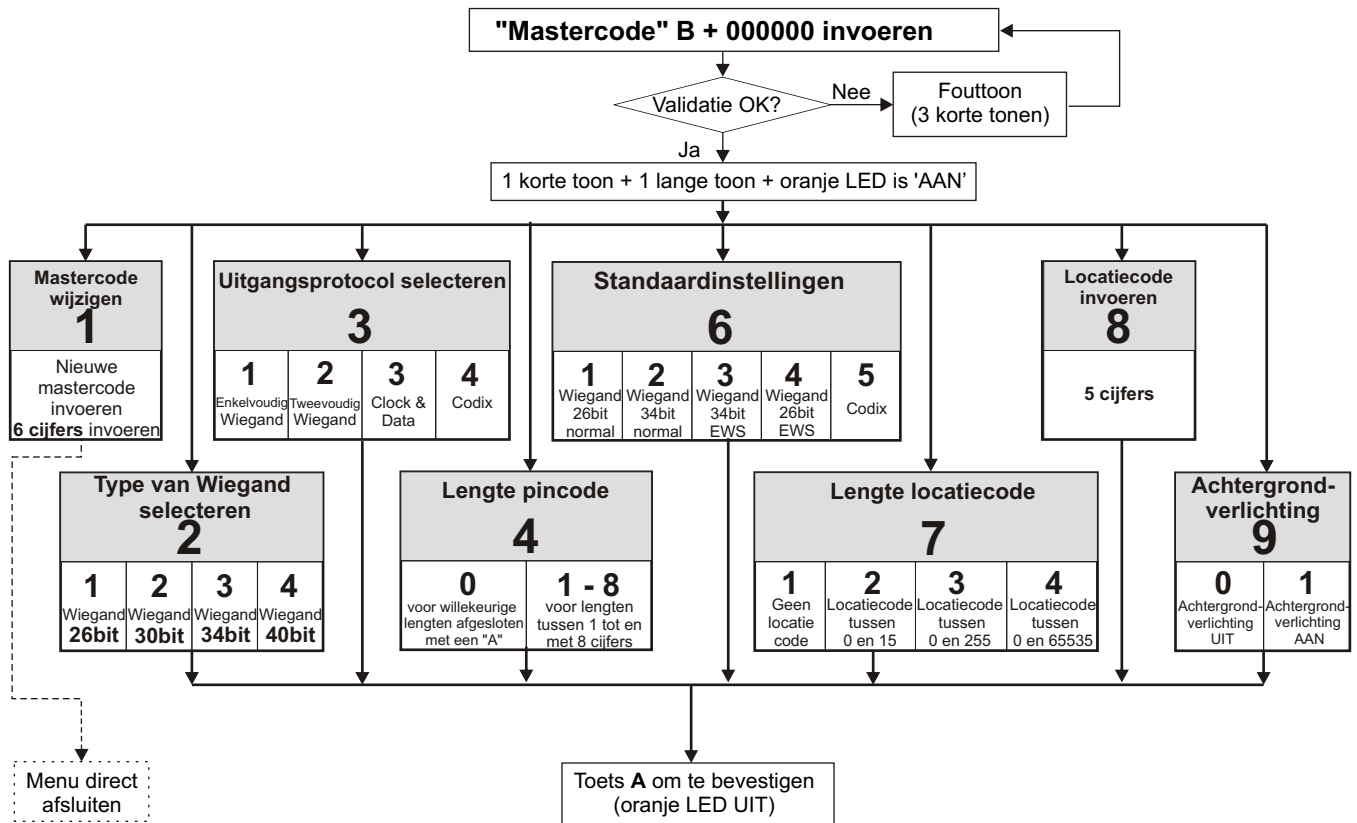 "Mastercode" B + 000000 invoeren
Validatie OK?
Nee
Fouttoon
(3 korte tonen)
Ja
1 korte toon + 1 lange toon + oranje LED is 'AAN'
Mastercode
wijzigen
1
Nieuwe
mastercode
invoeren
6 cijfers invoeren
Uitgangsprotocol selecteren
3
1
Enkelvoudig
Wiegand
2
Tweevoudig
Wiegand
3
Clock &
Data
4
Codix
Standaardinstellingen
6
1
Wiegand
26bit
normal
2
Wiegand
34bit
normal
3
Wiegand
34bit
EWS
4
Wiegand
26bit
EWS
5
Codix
Locatiecode
invoeren
8
5 cijfers
Type van Wiegand
selecteren
2
1
Wiegand
26bit
2
Wiegand
30bit
3
Wiegand
34bit
4
Wiegand
40bit
Lengte pincode
4
0
voor willekeurige
lengten afgesloten
met een "A"
1 - 8
voor lengten
tussen 1 tot en
met 8 cijfers
Lengte locatiecode
7
1
Geen
locatie
code
2
Locatiecode
tussen
0 en 15
3
Locatiecode
tussen
0 en 255
4
Locatiecode
tussen
0 en 65535
Achtergrond-
verlichting
9
0
Achtergrond-
verlichting
UIT
1
Achtergrond-
verlichting
AAN
Menu direct
afsluiten
Toets A om te bevestigen
(oranje LED UIT)